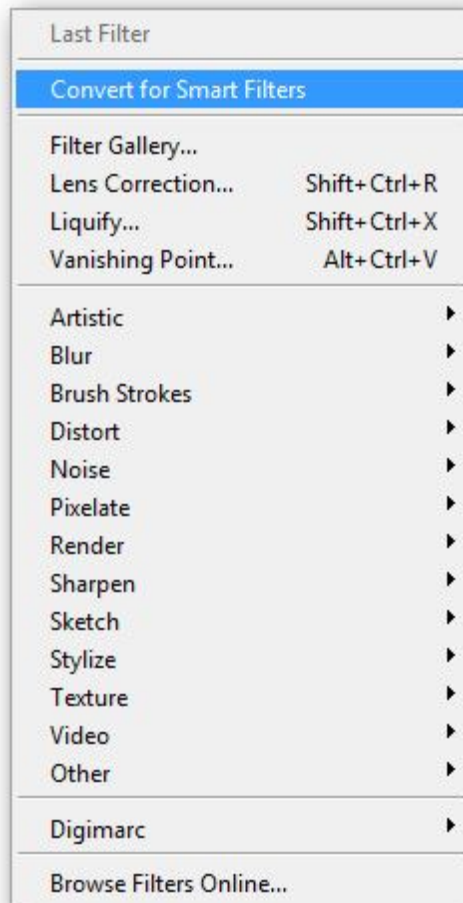 Last Filter
Convert for Smart Filters
Filter Gallery...
Lens Correction... Shift+Ctrl+R
Liquify... Shift+Ctrl+X
Vanishing Point... Alt+Ctrl+V
Artistic
Blur
Brush Strokes
Distort
Noise
Pixelate
Render
Sharpen
Sketch
Stylize
Texture
Video
Other
Digimarc
Browse Filters Online...